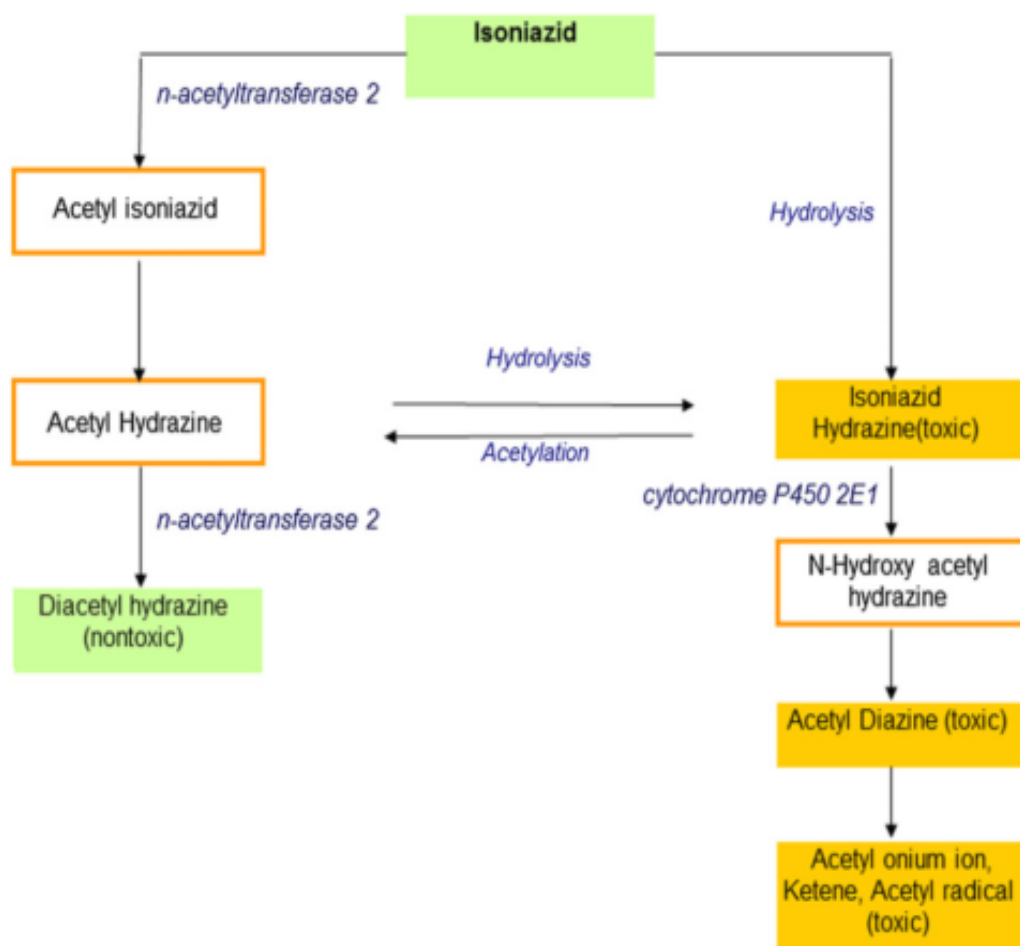 Isoniazid
n-acetyltransferase 2
Acetyl isoniazid
Hydrolysis
Hydrolysis
Acetyl Hydrazine
Isoniazid
Hydrazine(toxic)
Acetylation
cytochrome P450 2E1
n-acetyltransferase 2
N-Hydroxy acetyl
hydrazine
Diacetyl hydrazine
(nontoxic)
Acetyl Diazine (toxic)
Acetyl onium ion,
Ketene, Acetyl radical
(toxic)